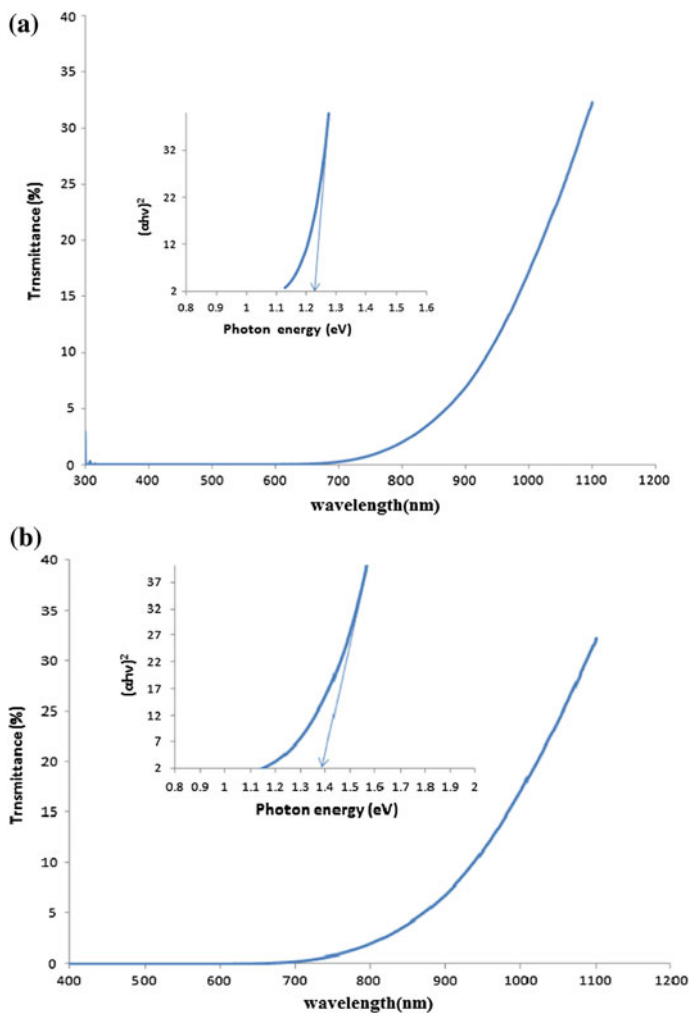 (a)
40
35
30
25
20
15
10
5
0
Trnsmittance (%)
300 400 500 600 700 800 900 1000 1100 1200
wavelength(nm)
32
22
12
2
(αhν)²
0.8 0.9 1 1.1 1.2 1.3 1.4 1.5 1.6
Photon energy (eV)
(b)
40
35
30
25
20
15
10
5
0
Trnsmittance (%)
400 500 600 700 800 900 1000 1100 1200
wavelength(nm)
37
32
27
22
17
12
7
2
(αhν)²
0.8 0.9 1 1.1 1.2 1.3 1.4 1.5 1.6 1.7 1.8 1.9 2
Photon energy (eV)